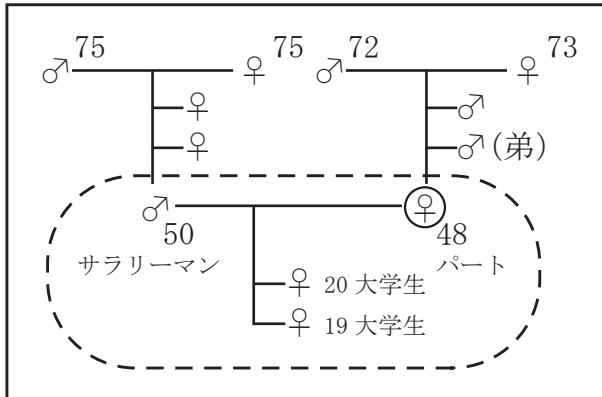 ♂ 75 ♀ 75 ♂ 72 ♀ 73
♀ ♂
♀ ♂(弟)
♂ 50 ♀ 48
サラリーマン パート
♀ 20 大学生
♀ 19 大学生